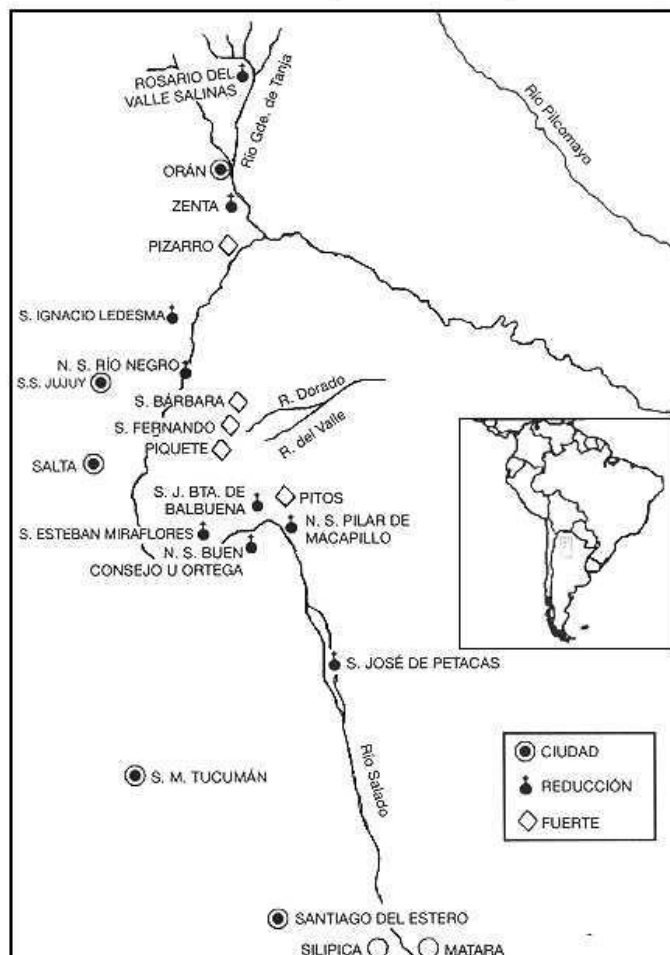 ROSARIO DEL
VALLE SALINAS
Río Gde. de Tarija
Río Pilcomayo
ORÁN
ZENTA
PIZARRO
S. IGNACIO LEDESMA
N. S. RÍO NEGRO
S.S. JUJUY
S. BÁRBARA
R. Dorado
S. FERNANDO
R. del Valle
PIQUETE
SALTA
S. J. BTA. DE
BALBUENA
PITOS
S. ESTEBAN MIRAFLORES
N. S. PILAR DE
MACAPILLO
N. S. BUEN
CONSEJO U ORTEGA
S. JOSÉ DE PETACAS
Río Salado
S. M. TUCUMÁN
CIUDAD
REDUCCIÓN
FUERTE
SANTIAGO DEL ESTERO
SILIPICA
MATARA